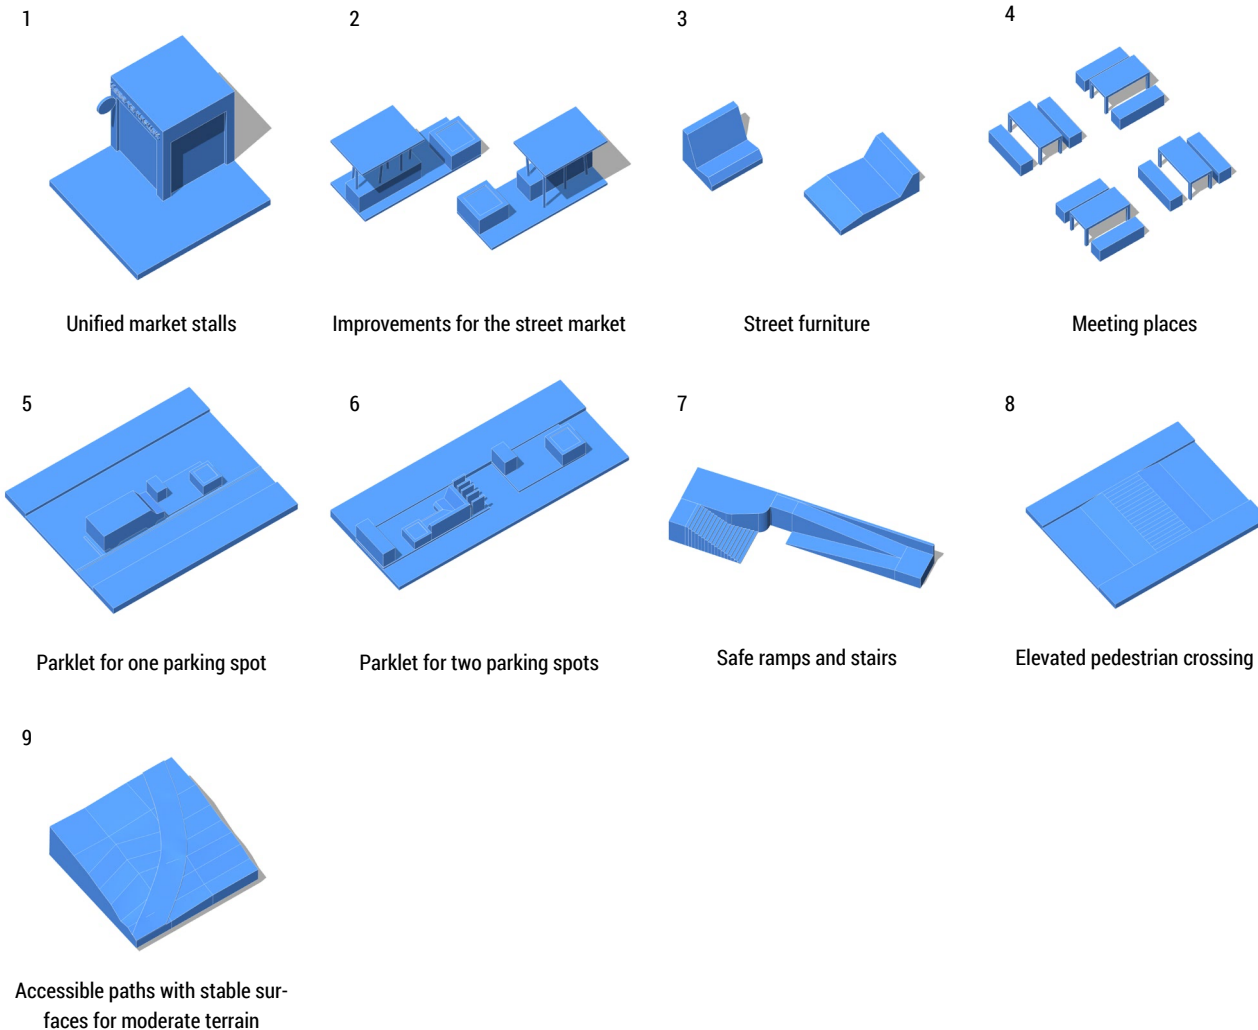 1
2
3
4
Unified market stalls
Improvements for the street market
Street furniture
Meeting places
5
6
7
8
Parklet for one parking spot
Parklet for two parking spots
Safe ramps and stairs
Elevated pedestrian crossing
9
Accessible paths with stable sur-
faces for moderate terrain